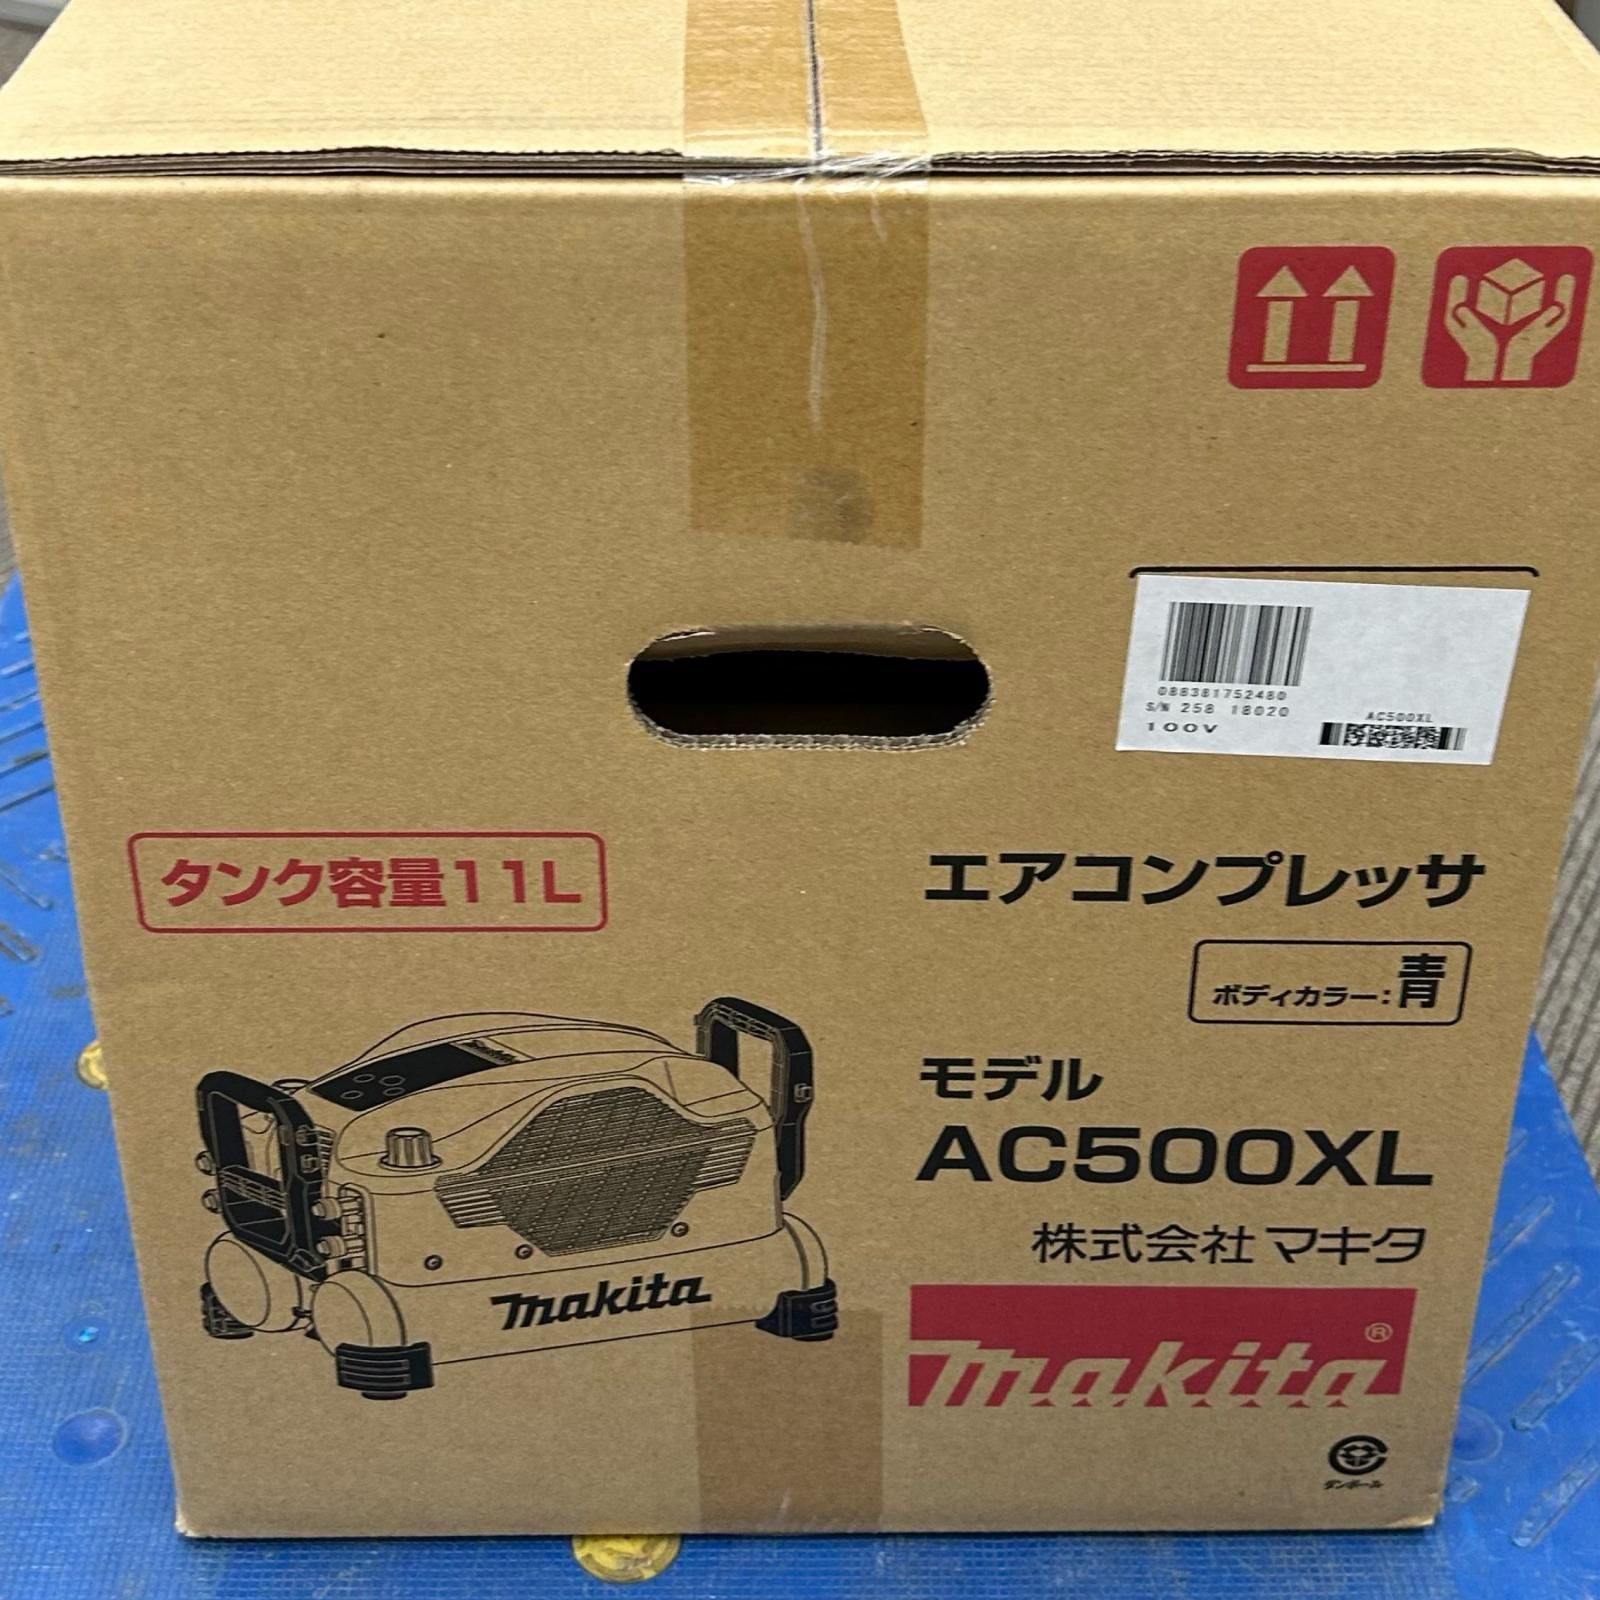 088381752480
S/N 258 18020
100V
AC500XL
タンク容量11L
エアコンプレッサ
ボディカラー:青
モデル
AC500XL
株式会社マキタ
makita
makita®
ダンボール